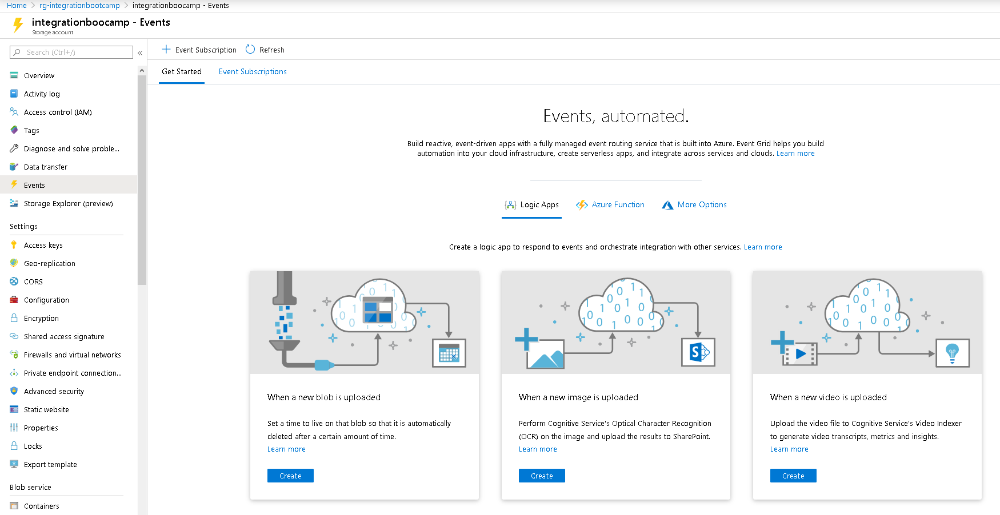 Home > rg-integrationbootcamp > integrationboocamp - Events
integrationboocamp - Events
Storage account
Search (Ctrl+/)
«
Overview
Activity log
Access control (IAM)
Tags
Diagnose and solve proble...
Data transfer
Events
Storage Explorer (preview)
Settings
Access keys
Geo-replication
CORS
Configuration
Encryption
Shared access signature
Firewalls and virtual networks
Private endpoint connection...
Advanced security
Static website
Properties
Locks
Export template
Blob service
Containers
Event Subscription
Refresh
Get Started
Event Subscriptions
Events, automated.
Build reactive, event-driven apps with a fully managed event routing service that is built into Azure. Event Grid helps you build
automation into your cloud infrastructure, create serverless apps, and integrate across services and clouds. Learn more
Logic Apps
Azure Function
More Options
Create a logic app to respond to events and orchestrate integration with other services. Learn more
When a new blob is uploaded
Set a time to live on that blob so that it is automatically
deleted after a certain amount of time.
Learn more
Create
When a new image is uploaded
Perform Cognitive Service's Optical Character Recognition
(OCR) on the image and upload the results to SharePoint.
Learn more
Create
When a new video is uploaded
Upload the video file to Cognitive Service's Video Indexer
to generate video transcripts, metrics and insights.
Learn more
Create